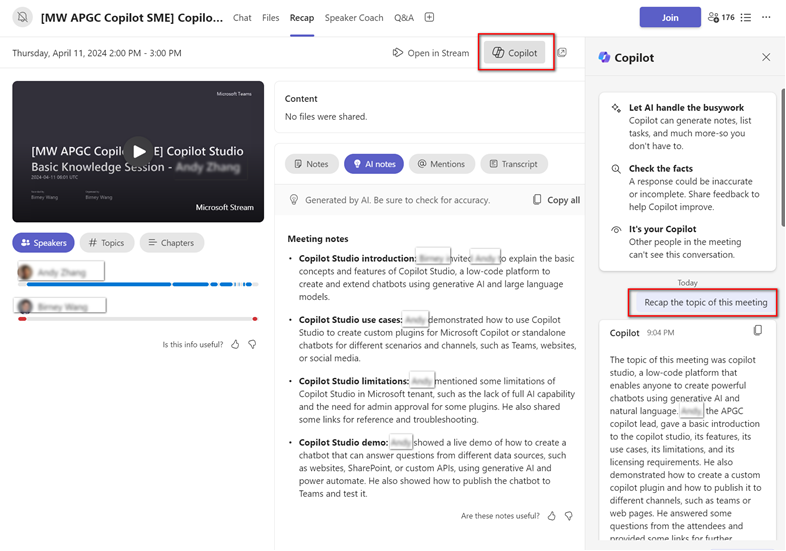 [MW APGC Copilot SME] Copilo... Chat Files Recap Speaker Coach Q&A Join 176
Thursday, April 11, 2024 2:00 PM - 3:00 PM Open in Stream Copilot
Microsoft Teams
[MW APGC Copil SME] Copilot Studio
Basic Knowledge Session -
2024-04-11 06:01 UTC
Birney Wang Birney Wang
Microsoft Stream
Speakers Topics Chapters
Is this info useful?
Content
No files were shared.
Notes AI notes Mentions Transcript
Generated by AI. Be sure to check for accuracy. Copy all
Meeting notes
• Copilot Studio introduction: invited to explain the basic
concepts and features of Copilot Studio, a low-code platform to
create and extend chatbots using generative AI and large language
models.
• Copilot Studio use cases: demonstrated how to use Copilot
Studio to create custom plugins for Microsoft Copilot or standalone
chatbots for different scenarios and channels, such as Teams, websites,
or social media.
• Copilot Studio limitations: mentioned some limitations of
Copilot Studio in Microsoft tenant, such as the lack of full AI capability
and the need for admin approval for some plugins. He also shared
some links for reference and troubleshooting.
• Copilot Studio demo: showed a live demo of how to create a
chatbot that can answer questions from different data sources, such
as websites, SharePoint, or custom APIs, using generative AI and
power automate. He also showed how to publish the chatbot to
Teams and test it.
Are these notes useful?
Copilot
Let AI handle the busywork
Copilot can generate notes, list
tasks, and much more-so you
don't have to.
Check the facts
A response could be inaccurate
or incomplete. Share feedback to
help Copilot improve.
It's your Copilot
Other people in the meeting
can't see this conversation.
Today
Recap the topic of this meeting
Copilot 9:04 PM
The topic of this meeting was copilot
studio, a low-code platform that
enables anyone to create powerful
chatbots using generative AI and
natural language. the APGC
copilot lead, gave a basic introduction
to the copilot studio, its features, its
use cases, its limitations, and its
licensing requirements. He also
demonstrated how to create a custom
copilot plugin and how to publish it to
different channels, such as teams or
web pages. He answered some
questions from the attendees and
provided some links for further